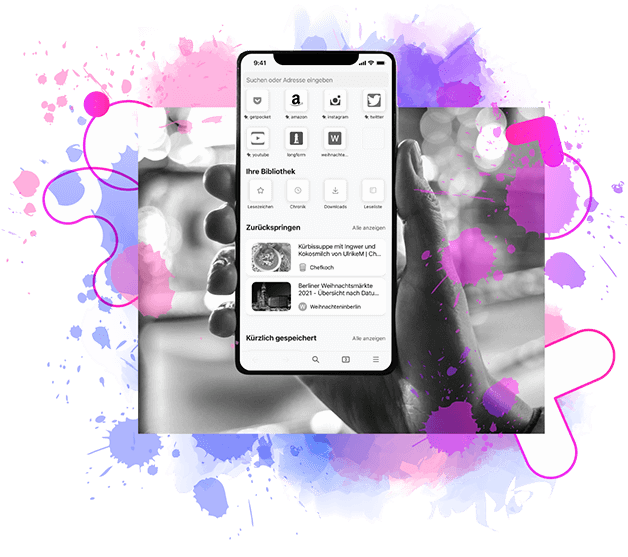 9:41
Suchen oder Adresse eingeben
getpocket
amazon
instagram
twitter
youtube
longform
W
weihnachte...
Ihre Bibliothek
Lesezeichen
Chronik
Downloads
Leseliste
Zurückspringen
Alle anzeigen
Kürbissuppe mit Ingwer und
Kokosmilch von UlrikeM | Ch...
Chefkoch
Berliner Weihnachtsmärkte
2021 - Übersicht nach Datu...
W
Weihnachteninberlin
Kürzlich gespeichert
Alle anzeigen
3